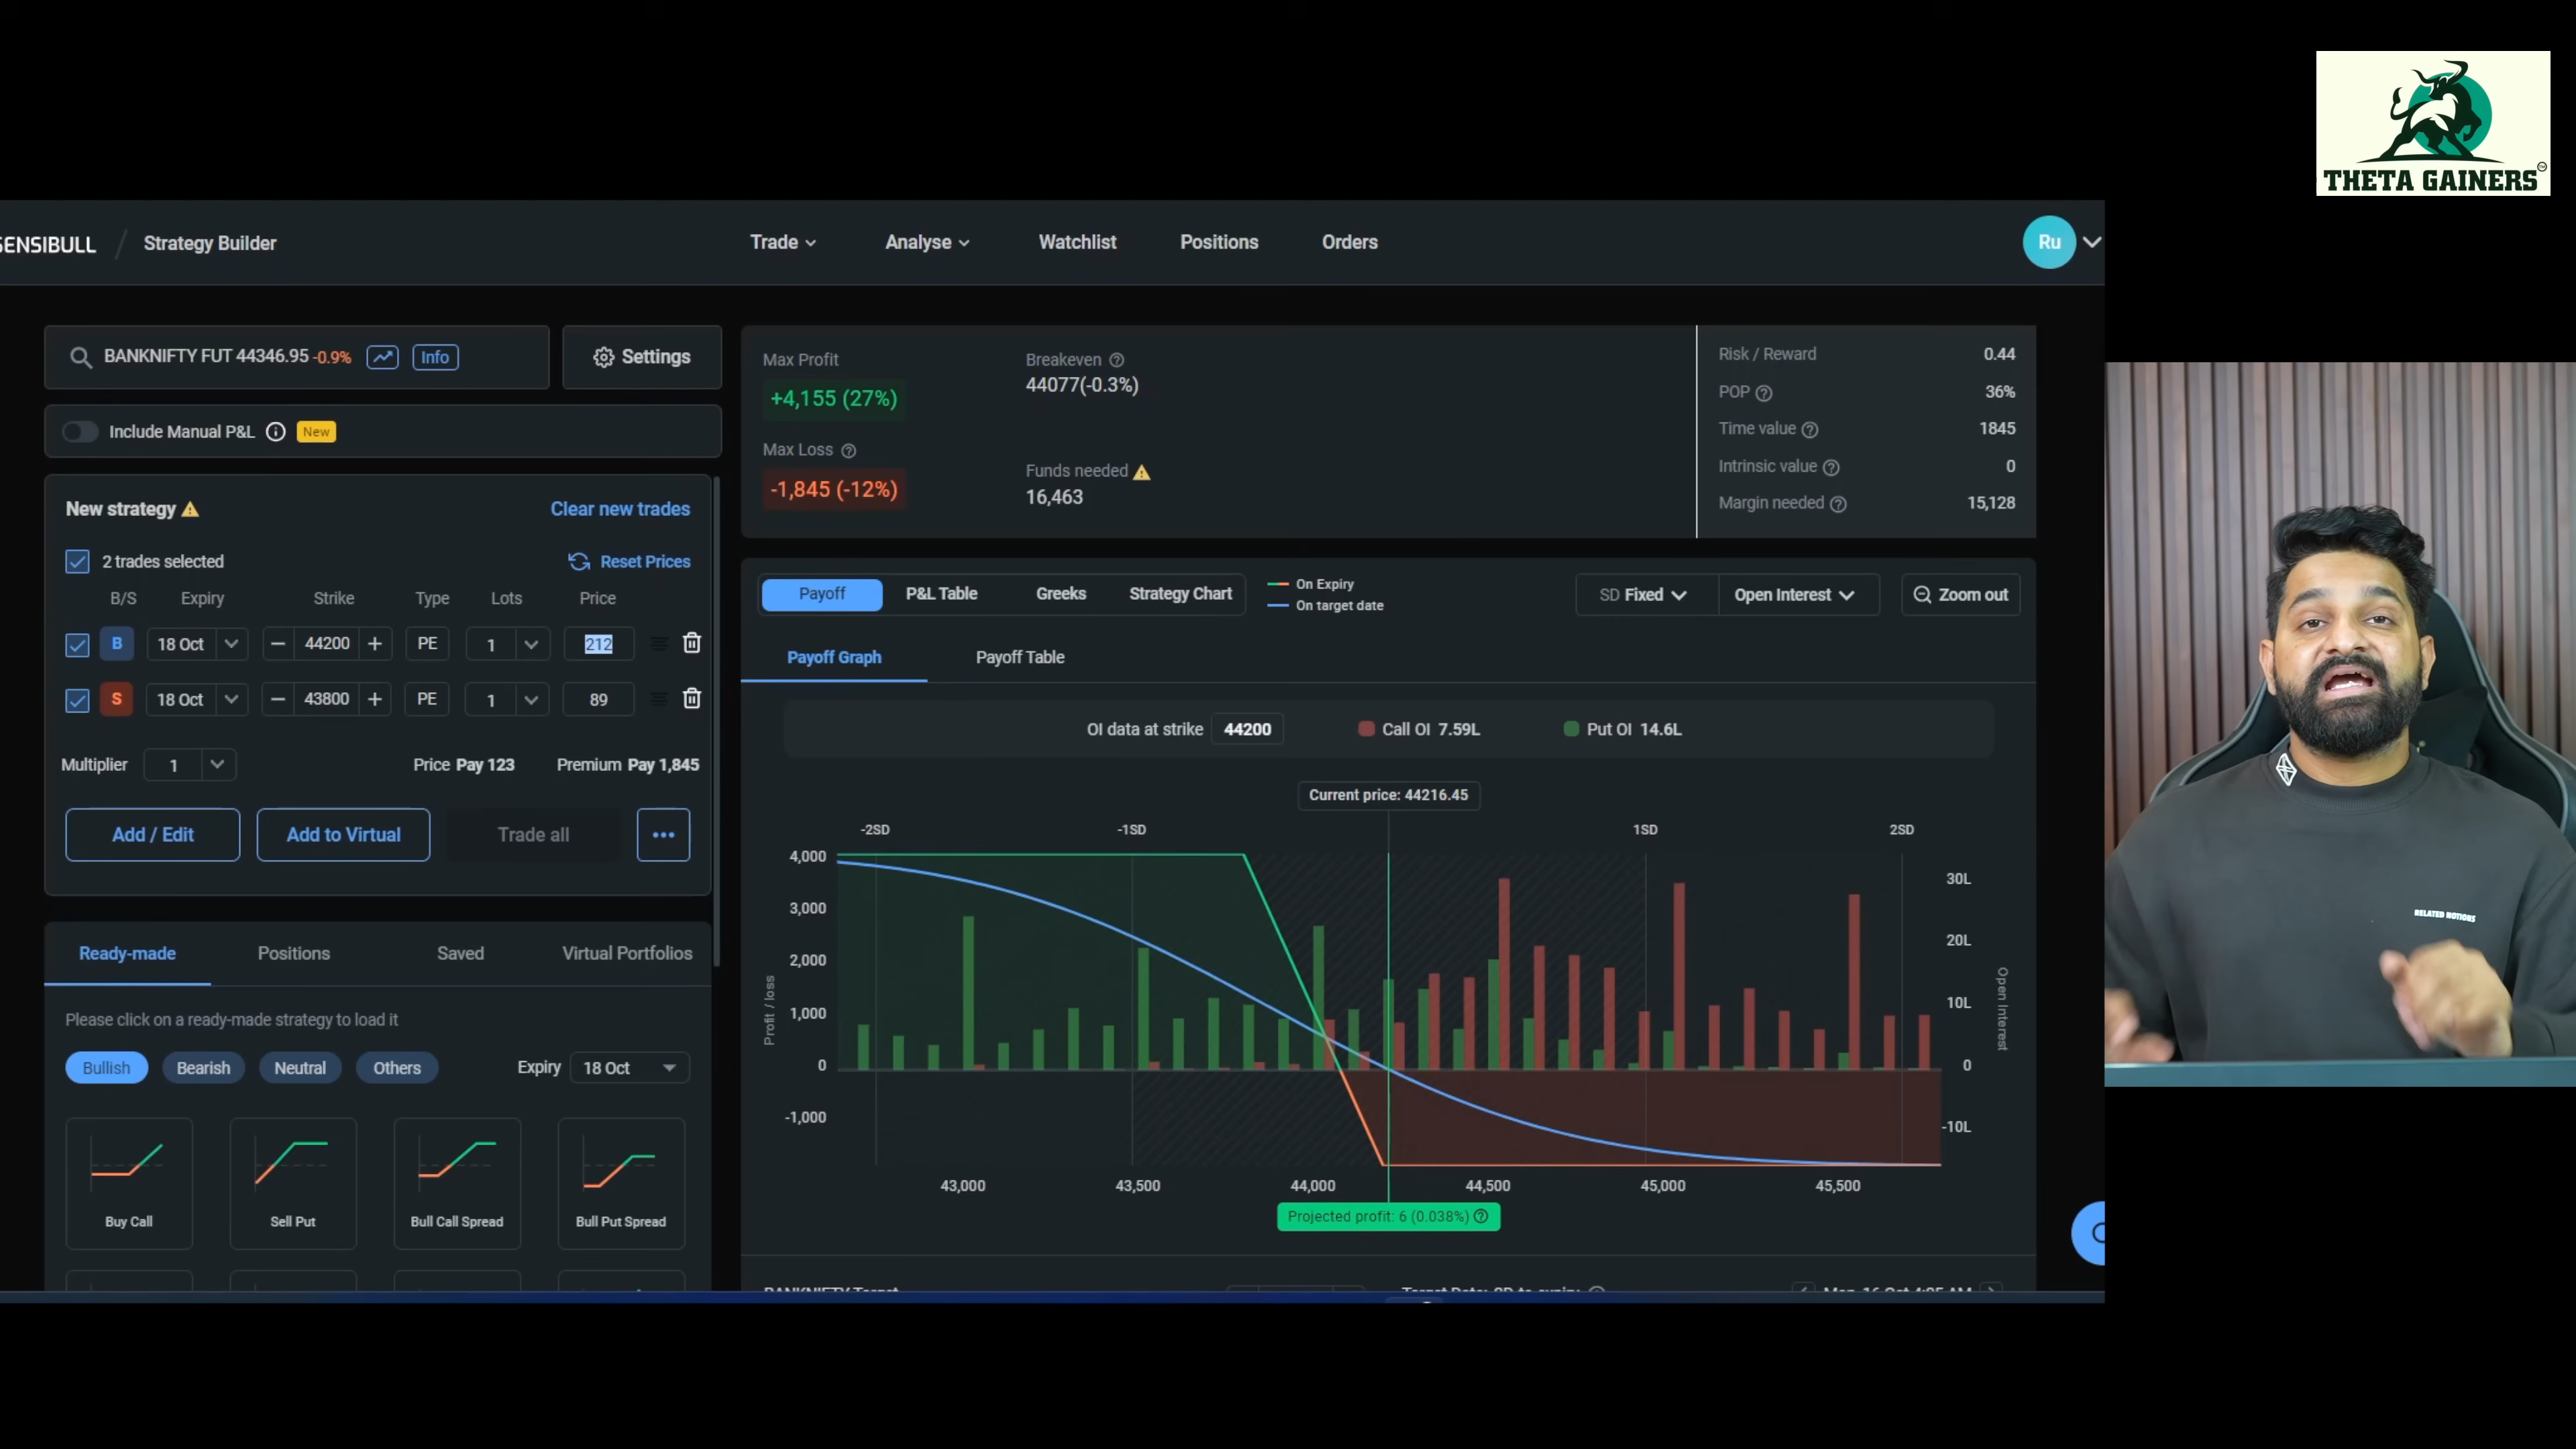 THETA GAINERS
SENSIBULL / Strategy Builder
Trade
Analyse
Watchlist
Positions
Orders
Ru
BANKNIFTY FUT 44346.95 -0.9% Info
Settings
Include Manual P&L New
New strategy
Clear new trades
2 trades selected
Reset Prices
B/S Expiry Strike Type Lots Price
B 18 Oct − 44200 + PE 1 212
S 18 Oct − 43800 + PE 1 89
Multiplier 1 Price Pay 123 Premium Pay 1,845
Add / Edit
Add to Virtual
Trade all
Ready-made
Positions
Saved
Virtual Portfolios
Please click on a ready-made strategy to load it
Bullish
Bearish
Neutral
Others
Expiry 18 Oct
Buy Call
Sell Put
Bull Call Spread
Bull Put Spread
Max Profit
+4,155 (27%)
Max Loss
-1,845 (-12%)
Breakeven
44077(-0.3%)
Funds needed
16,463
Risk / Reward 0.44
POP 36%
Time value 1845
Intrinsic value 0
Margin needed 15,128
Payoff
P&L Table
Greeks
Strategy Chart
On Expiry
On target date
SD Fixed
Open Interest
Zoom out
Payoff Graph
Payoff Table
OI data at strike 44200 Call OI 7.59L Put OI 14.6L
Current price: 44216.45
-2SD -1SD 1SD 2SD
4,000
3,000
2,000
1,000
0
-1,000
Profit / loss
30L
20L
10L
0
-10L
Open Interest
43,000 43,500 44,000 44,500 45,000 45,500
Projected profit: 6 (0.038%)
RELATED NOTIONS